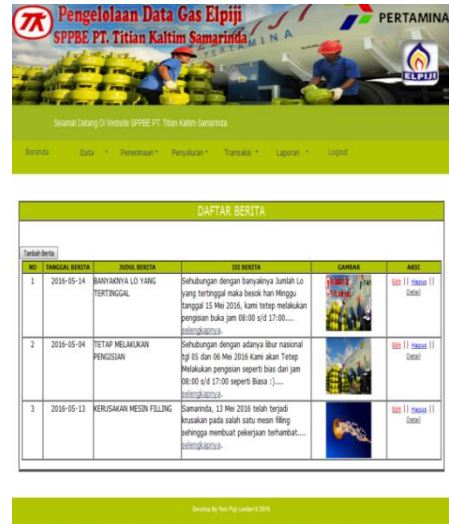 Pengelolaan Data Gas Elpiji
SPPBE PT. Titian Kaltim Samarinda
PERTAMINA
PERTAMINA
ELPIJI
Selamat Datang Di Website SPPBE PT. Titian Kaltim Samarinda
Beranda Data Penerimaan Penyaluran Transaksi Laporan Logout
DAFTAR BERITA
Tambah Berita
NO TANGGAL BERITA JUDUL BERITA ISI BERITA GAMBAR AKSI
1 2016-05-14 BANYAKNYA LO YANG TERTINGGAL
Sehubungan dengan banyaknya Jumlah Lo
yang tertinggal maka besok hari Minggu
tanggal 15 Mei 2016, kami tetep melakukan
pengisian buka jam 08:00 s/d 17:00....
selengkapnya.
Edit || Hapus ||
Detail
2 2016-05-04 TETAP MELAKUKAN PENGISIAN
Sehubungan dengan adanya libur nasional
tgl 05 dan 06 Mei 2016 Kami akan Tetep
Melakukan pengisian seperti bias dari jam
08:00 s/d 17:00 seperti Biasa :)....
selengkapnya.
Edit || Hapus ||
Detail
3 2016-05-13 KERUSAKAN MESIN FILLING
Samarinda, 13 Mei 2016 telah terjadi
krusakan pada salah satu mesin filling
sehingga membuat pekerjaan terhambat....
selengkapnya.
Edit || Hapus ||
Detail
Develop By Yeni Puji Lestari © 2016